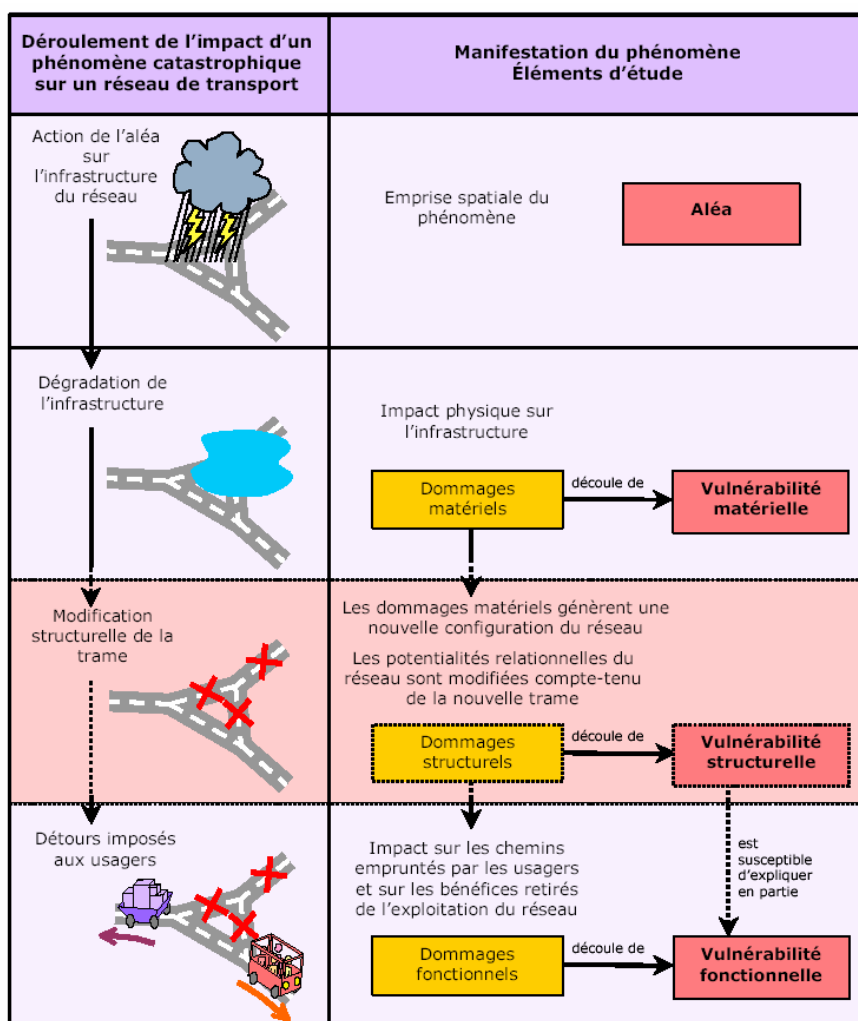 Déroulement de l’impact d’un
phénomène catastrophique
sur un réseau de transport
Manifestation du phénomène
Éléments d’étude
Action de l’aléa
sur
l’infrastructure
du réseau
Emprise spatiale du
phénomène
Aléa
Dégradation de
l’infrastructure
Impact physique sur
l’infrastructure
Dommages
matériels
découle de
Vulnérabilité
matérielle
Modification
structurelle de la
trame
Les dommages matériels génèrent une
nouvelle configuration du réseau
Les potentialités relationnelles du
réseau sont modifiées compte-tenu
de la nouvelle trame
Dommages
structurels
découle de
Vulnérabilité
structurelle
Détours imposés
aux usagers
Impact sur les chemins
empruntés par les usagers
et sur les bénéfices retirés
de l’exploitation du réseau
est
susceptible
d’expliquer
en partie
Dommages
fonctionnels
découle de
Vulnérabilité
fonctionnelle